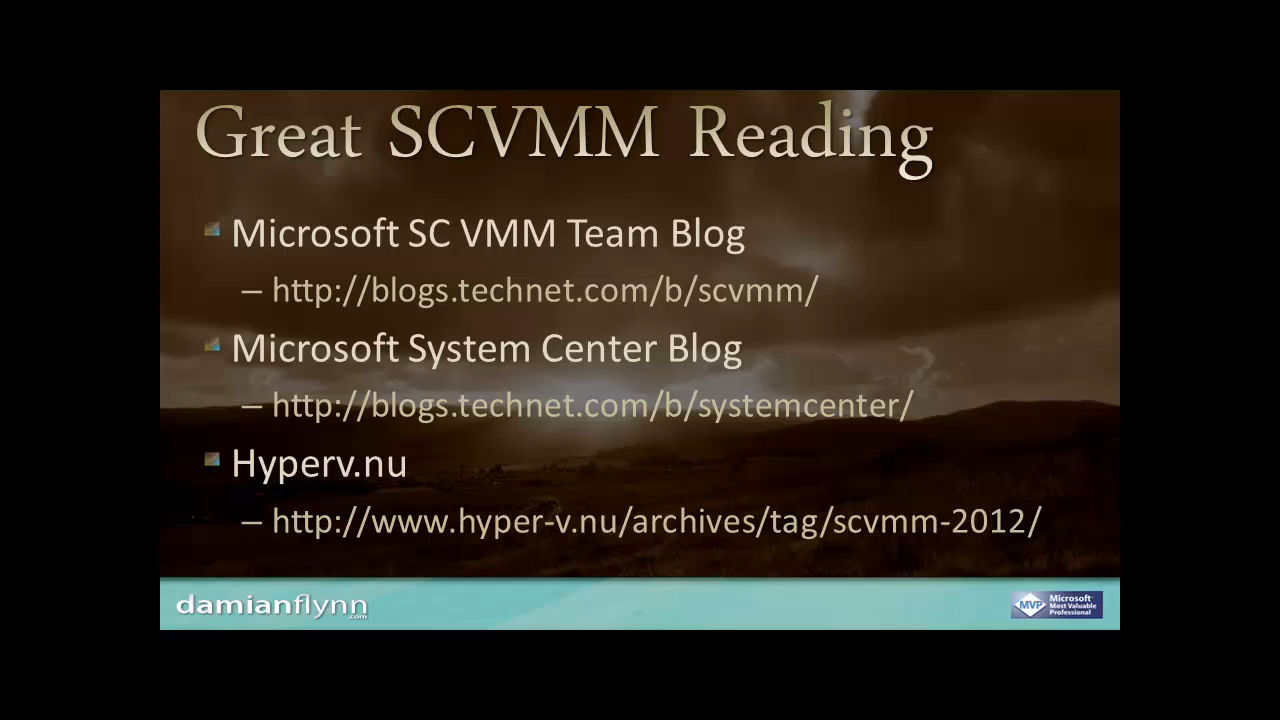 Great SCVMM Reading
Microsoft SC VMM Team Blog
– http://blogs.technet.com/b/scvmm/
Microsoft System Center Blog
– http://blogs.technet.com/b/systemcenter/
Hyperv.nu
– http://www.hyper-v.nu/archives/tag/scvmm-2012/
damianflynn
.com
MVP
Microsoft
Most Valuable
Professional